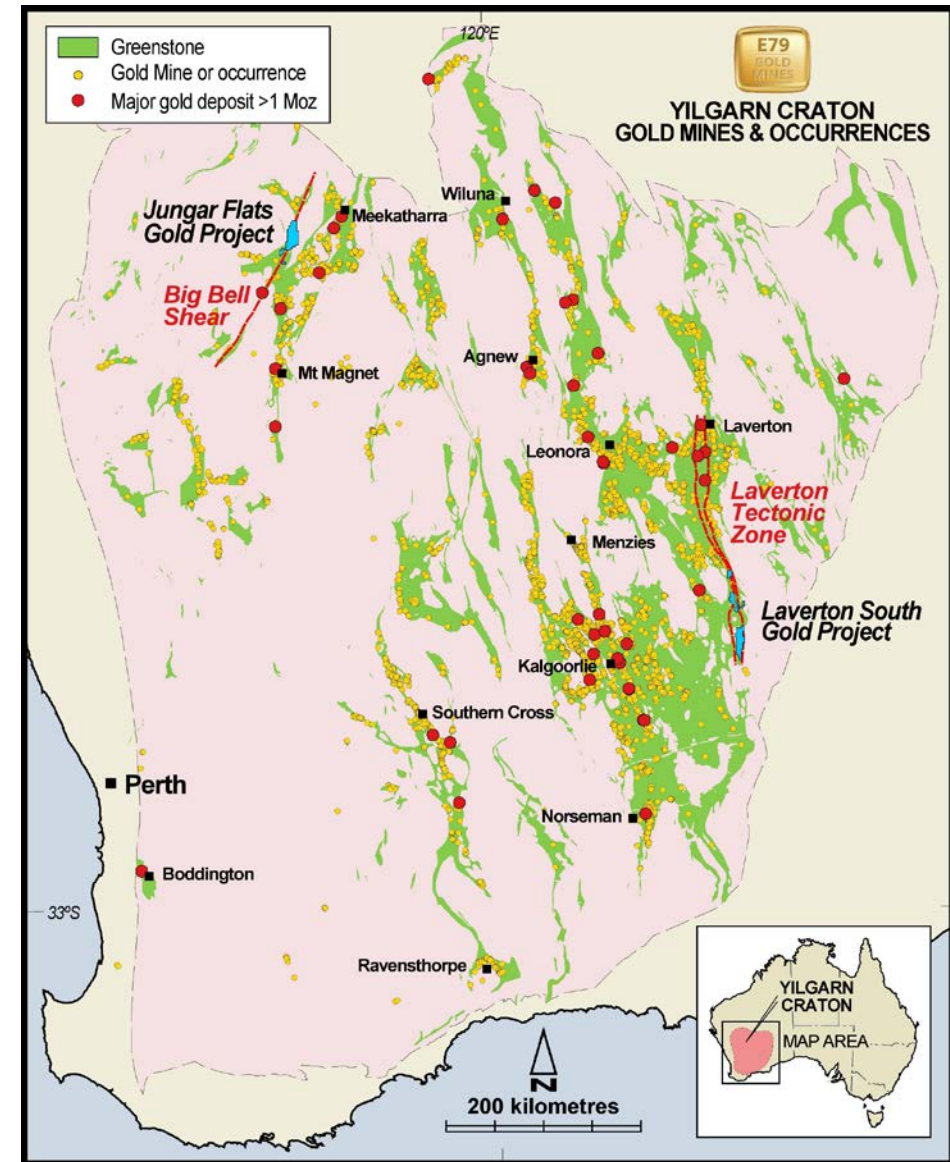 Greenstone
Gold Mine or occurrence
Major gold deposit >1 Moz
120°E
E79
GOLD
MINES
YILGARN CRATON
GOLD MINES & OCCURRENCES
Wiluna
Jungar Flats
Gold Project
Meekatharra
Big Bell
Shear
Agnew
Mt Magnet
Laverton
Leonora
Laverton
Tectonic
Zone
Menzies
Laverton South
Gold Project
Kalgoorlie
Southern Cross
Perth
Norseman
Boddington
33°S
Ravensthorpe
YILGARN
CRATON
MAP AREA
N
200 kilometres